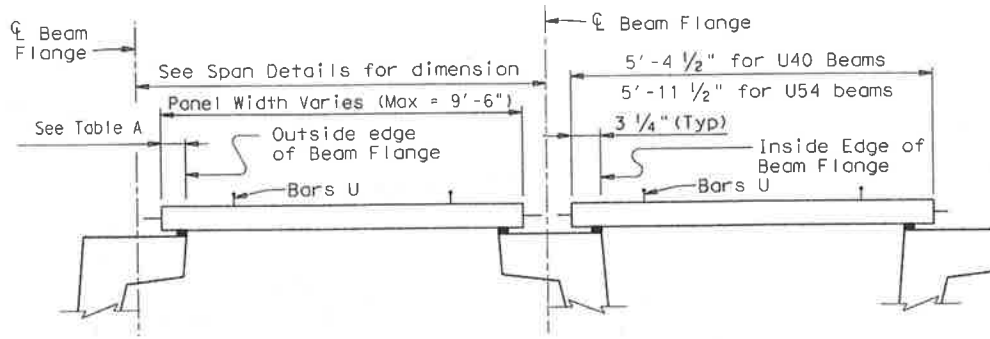 ℄ Beam
Flange
℄ Beam Flange
See Span Details for dimension
5'-4 1/2" for U40 Beams
Panel Width Varies (Max = 9'-6")
5'-11 1/2" for U54 beams
See Table A
Outside edge
of Beam Flange
3 1/4" (Typ)
Inside Edge of
Beam Flange
Bars U
Bars U